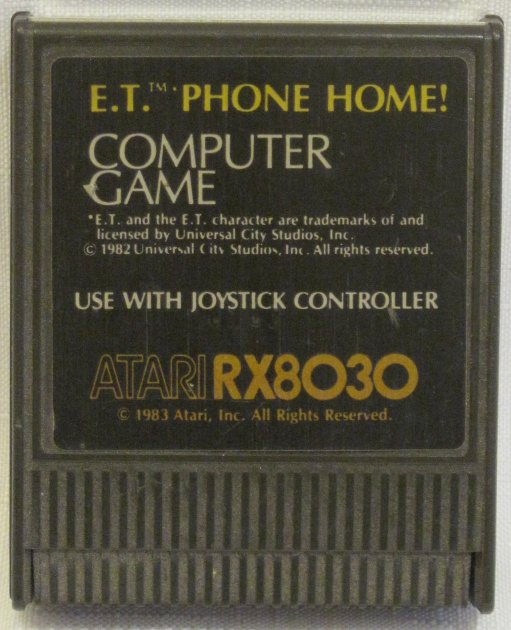 E.T.™ * PHONE HOME!
COMPUTER
GAME
*E.T. and the E.T. character are trademarks of and
licensed by Universal City Studios, Inc.
© 1982 Universal City Studios, Inc. All rights reserved.
USE WITH JOYSTICK CONTROLLER
ATARI RX8030
© 1983 Atari, Inc. All Rights Reserved.